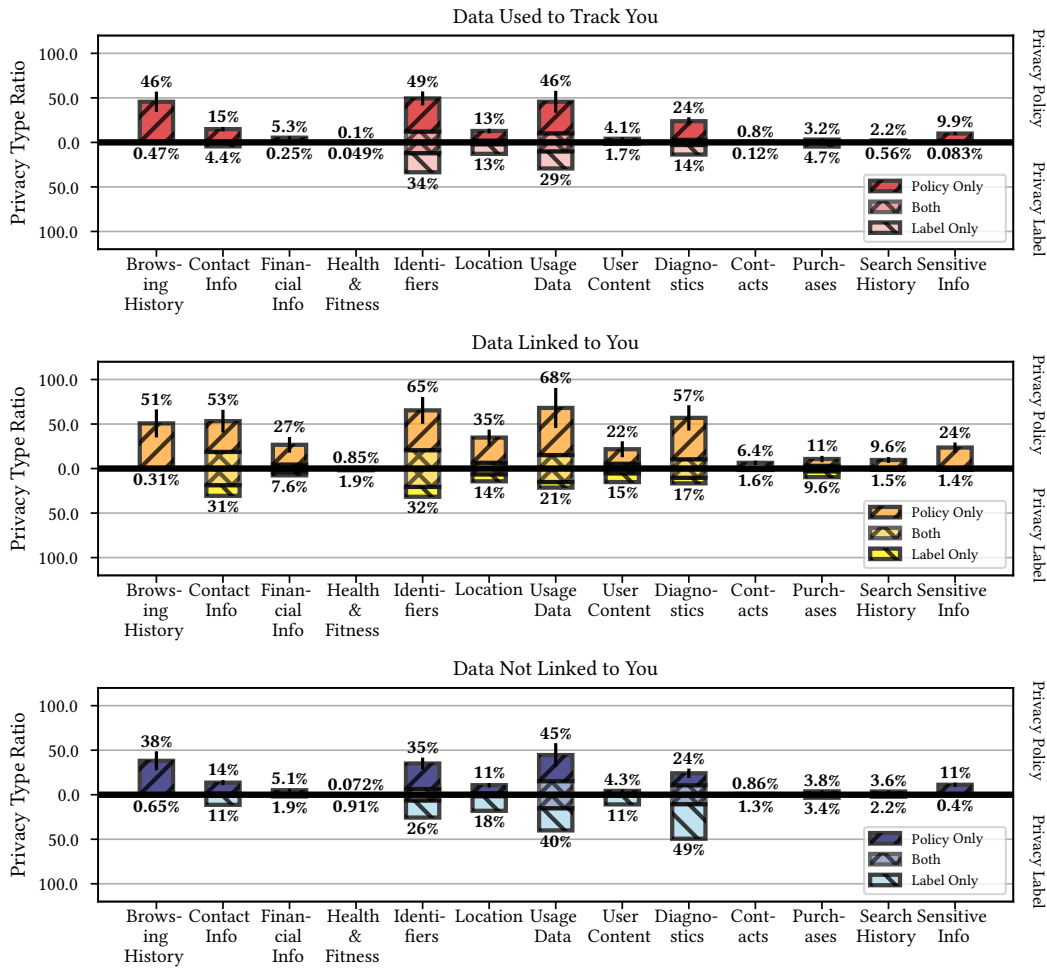 Data Used to Track You
Privacy Type Ratio
100.0
50.0
0.0
50.0
100.0
46%
15%
5.3%
0.1%
49%
13%
46%
4.1%
24%
0.8%
3.2%
2.2%
9.9%
0.47%
4.4%
0.25%
0.049%
34%
13%
29%
1.7%
14%
0.12%
4.7%
0.56%
0.083%
Privacy Policy
Privacy Label
Policy Only
Both
Label Only
Brows-
ing
History
Contact
Info
Finan-
cial
Info
Health
&
Fitness
Identi-
fiers
Location
Usage
Data
User
Content
Diagno-
stics
Cont-
acts
Purch-
ases
Search
History
Sensitive
Info
Data Linked to You
Privacy Type Ratio
100.0
50.0
0.0
50.0
100.0
51%
53%
27%
0.85%
65%
35%
68%
22%
57%
6.4%
11%
9.6%
24%
0.31%
31%
7.6%
1.9%
32%
14%
21%
15%
17%
1.6%
9.6%
1.5%
1.4%
Privacy Policy
Privacy Label
Policy Only
Both
Label Only
Brows-
ing
History
Contact
Info
Finan-
cial
Info
Health
&
Fitness
Identi-
fiers
Location
Usage
Data
User
Content
Diagno-
stics
Cont-
acts
Purch-
ases
Search
History
Sensitive
Info
Data Not Linked to You
Privacy Type Ratio
100.0
50.0
0.0
50.0
100.0
38%
14%
5.1%
0.072%
35%
11%
45%
4.3%
24%
0.86%
3.8%
3.6%
11%
0.65%
11%
1.9%
0.91%
26%
18%
40%
11%
49%
1.3%
3.4%
2.2%
0.4%
Privacy Policy
Privacy Label
Policy Only
Both
Label Only
Brows-
ing
History
Contact
Info
Finan-
cial
Info
Health
&
Fitness
Identi-
fiers
Location
Usage
Data
User
Content
Diagno-
stics
Cont-
acts
Purch-
ases
Search
History
Sensitive
Info